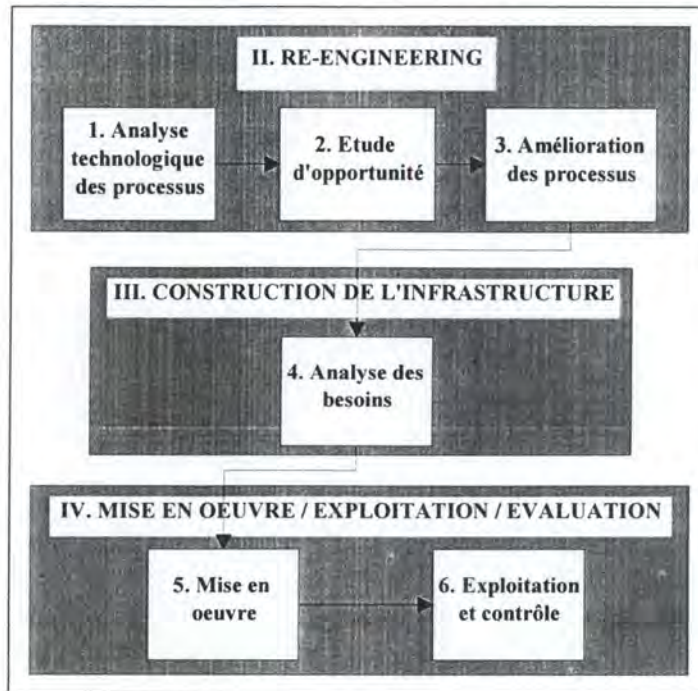 II. RE-ENGINEERING
1. Analyse
technologique
des processus
2. Etude
d'opportunité
3. Amélioration
des processus
III. CONSTRUCTION DE L'INFRASTRUCTURE
4. Analyse des
besoins
IV. MISE EN OEUVRE / EXPLOITATION / EVALUATION
5. Mise en
oeuvre
6. Exploitation
et contrôle